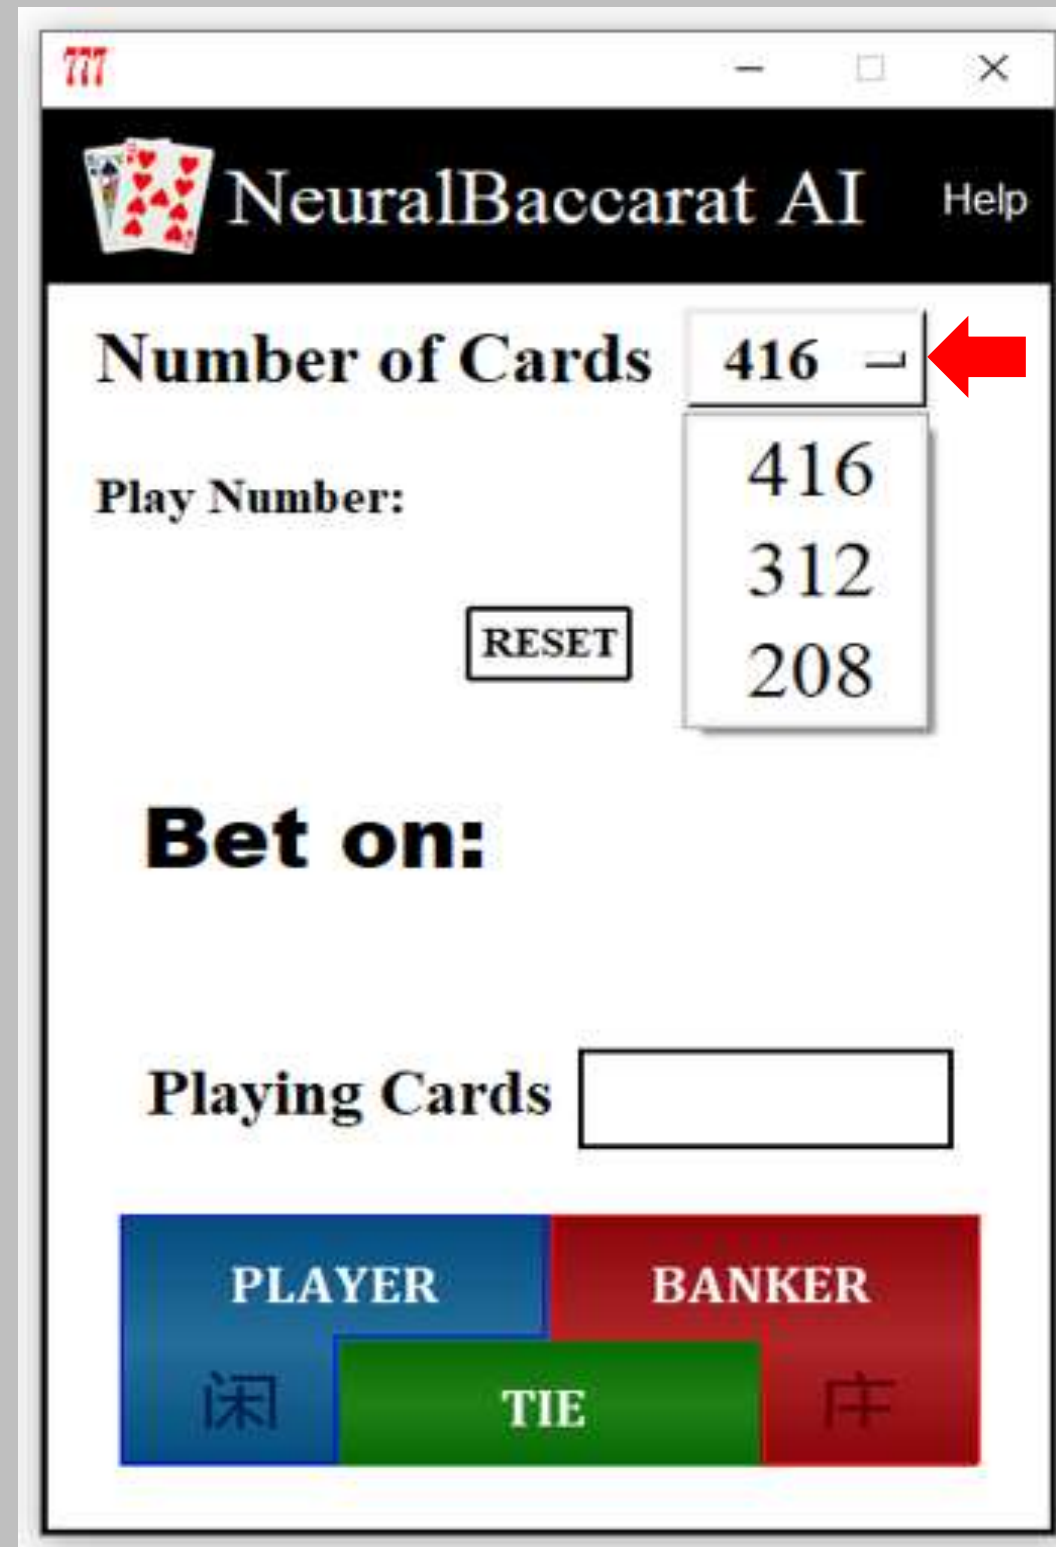 777
NeuralBaccarat AI Help
Number of Cards 416
416
312
208
Play Number:
RESET
Bet on:
Playing Cards
PLAYER BANKER
闲 TIE 庄